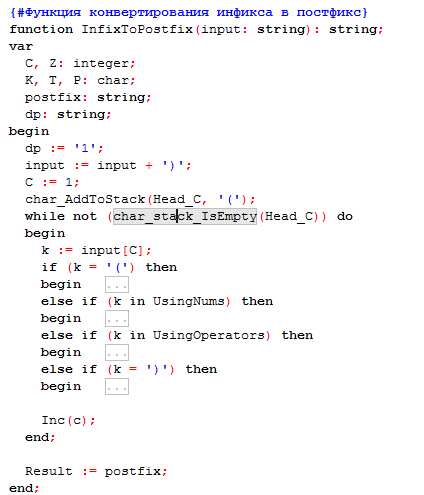 {#Функция конвертирования инфикса в постфикс}
function InfixToPostfix(input: string): string;
var
C, Z: integer;
K, T, P: char;
postfix: string;
dp: string;
begin
dp := '1';
input := input + ')';
C := 1;
char_AddToStack(Head_C, '(');
while not (char_stack_IsEmpty(Head_C)) do
begin
k := input[C];
if (k = '(') then
begin ...
else if (k in UsingNums) then
begin ...
else if (k in UsingOperators) then
begin ...
else if (k = ')') then
begin ...
Inc(c);
end;
Result := postfix;
end;